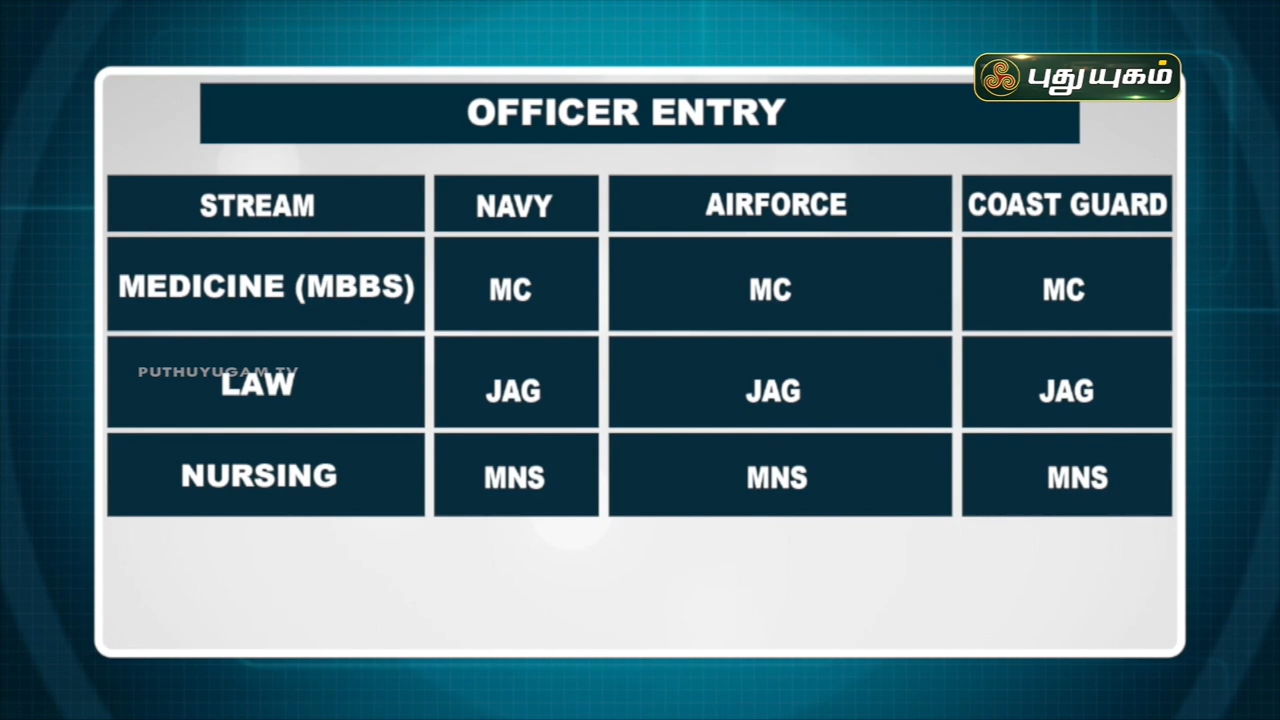 புதுயுகம்
OFFICER ENTRY
STREAM NAVY AIRFORCE COAST GUARD
MEDICINE (MBBS) MC MC MC
PUTHUYUGAM TV
LAW JAG JAG JAG
NURSING MNS MNS MNS